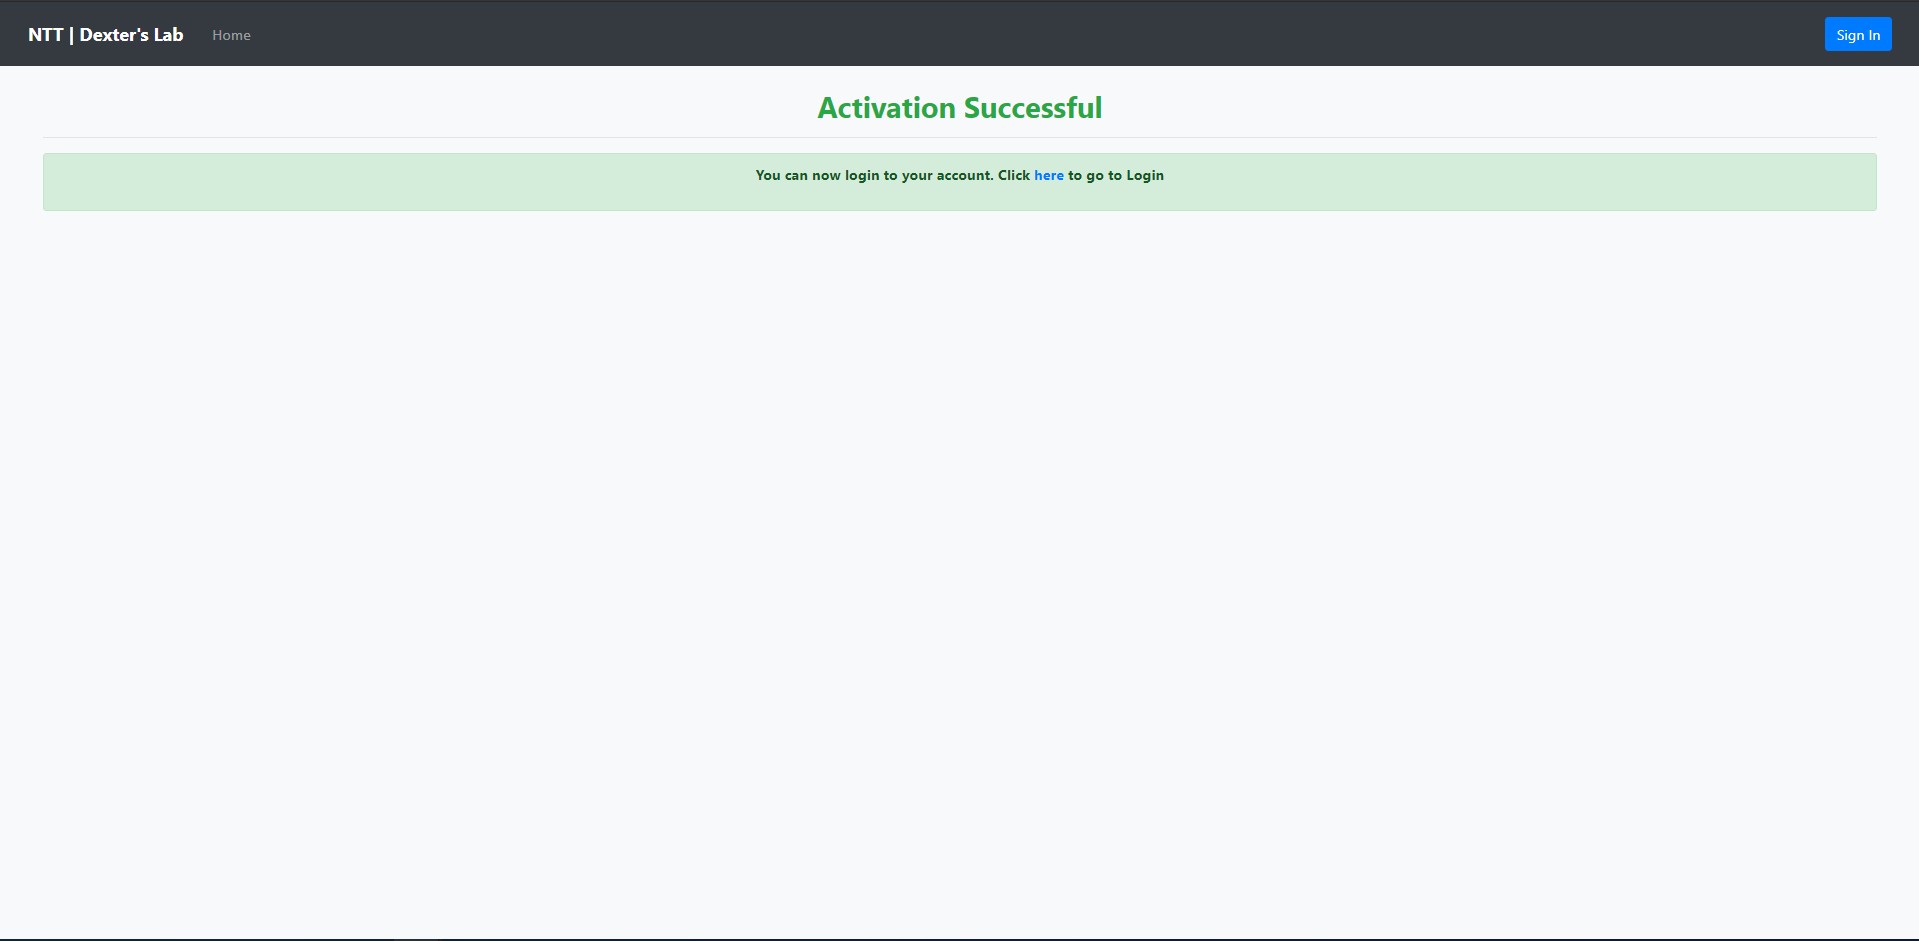 NTT | Dexter's Lab Home Sign In
Activation Successful
You can now login to your account. Click here to go to Login